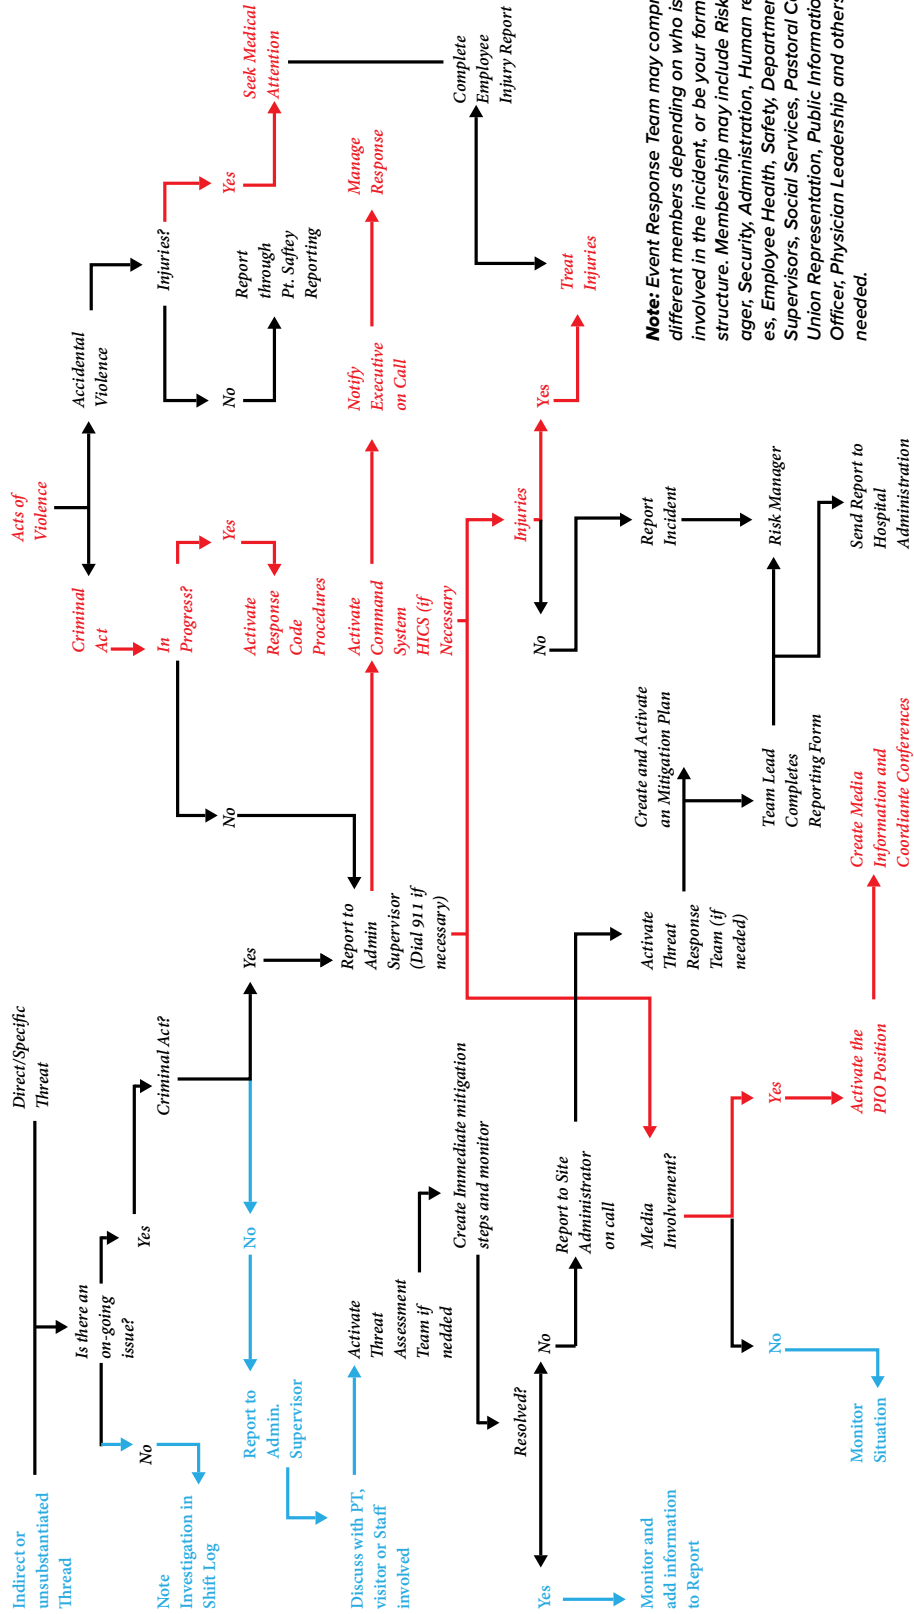 Indirect or
unsubstantiated
Thread
Direct/Specific
Threat
Acts of
Violence
Is there an
on-going
issue?
Criminal
Act
Accidental
Violence
No
Yes
Note
Investigation in
Shift Log
Criminal Act?
In
Progress?
Injuries?
No
Yes
No
Yes
No
Yes
Report to
Admin.
Supervisor
Activate
Response
Code
Procedures
Report
through
Pt. Saftey
Reporting
Seek Medical
Attention
Discuss with PT,
visitor or Staff
involved
Activate
Threat
Assessment
Team if
nedded
Report to
Admin
Supervisor
(Dial 911 if
necessary)
Activate
Command
System
HICS (if
Necessary
Notify
Executive
on Call
Manage
Response
Create Immediate mitigation
steps and monitor
Complete
Employee
Injury Report
Resolved?
Injuries
Yes
No
No
Yes
Report to Site
Administrator
on call
Treat
Injuries
Monitor and
add information
to Report
Media
Involvement?
Activate
Threat
Response
Team (if
needed)
Create and Activate
an Mitigation Plan
Report
Incident
No
Yes
Team Lead
Completes
Reporting Form
Risk Manager
Monitor
Situation
Activate the
PIO Position
Create Media
Information and
Coordiante Conferences
Send Report to
Hospital
Administration
Note: Event Response Team may compr
different members depending on who is
involved in the incident, or be your form
structure. Membership may include Risk
ager, Security, Administration, Human re
es, Employee Health, Safety, Department
Supervisors, Social Services, Pastoral Ca
Union Representation, Public Information
Officer, Physician Leadership and others
needed.